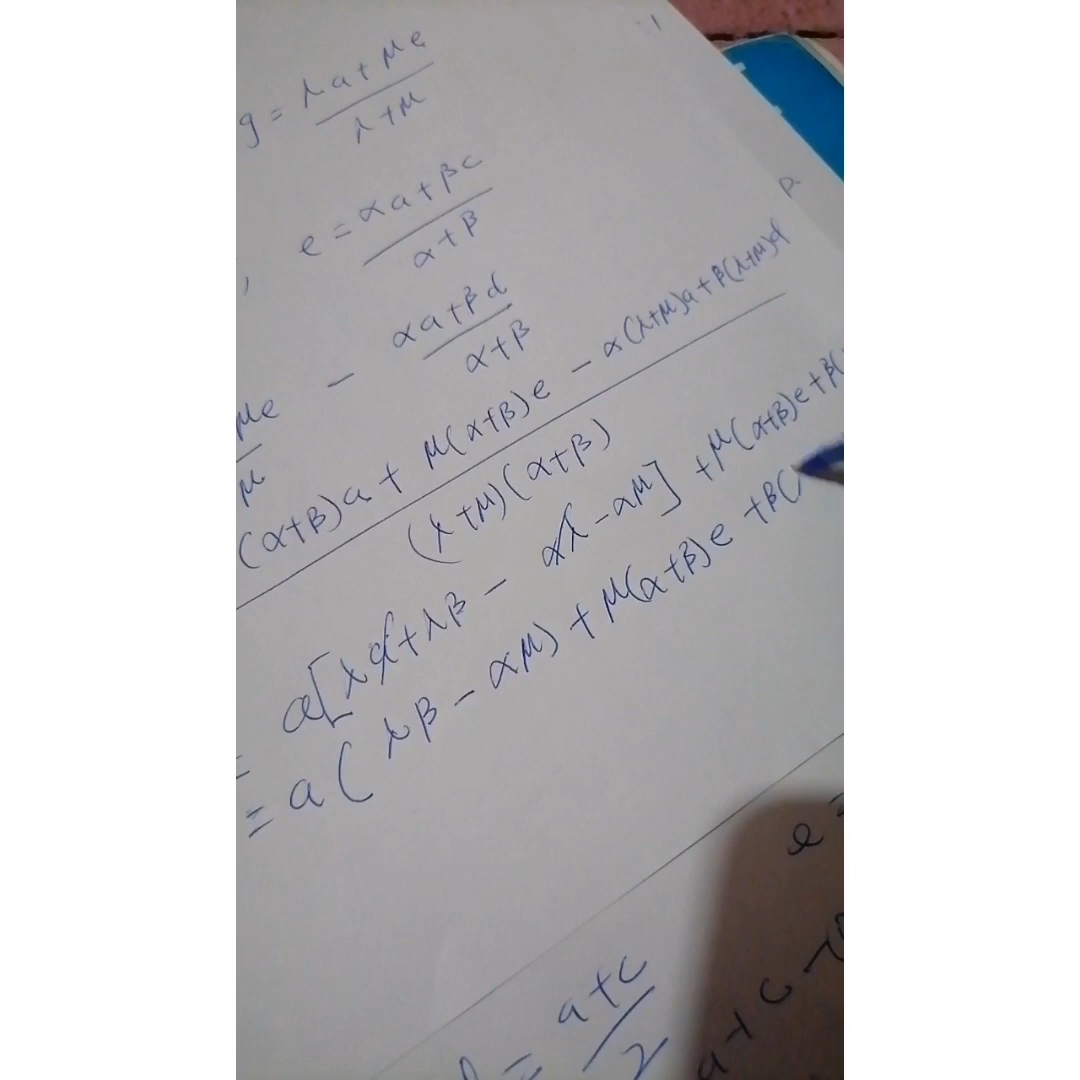 g = λa + μe / λ + μ
, e = αa + βc / α + β
μe / μ − αa + βd / α + β
(α+β)a + μ(α+β)e − α(λ+μ)a + β(λ+μ)d
(λ+μ)(α+β)
= a[λα + λβ − αλ − αμ] + μ(α+β)e + β(
= a(λβ − αμ) + μ(α+β)e + β(
e =
= a+c / 2
a + c −